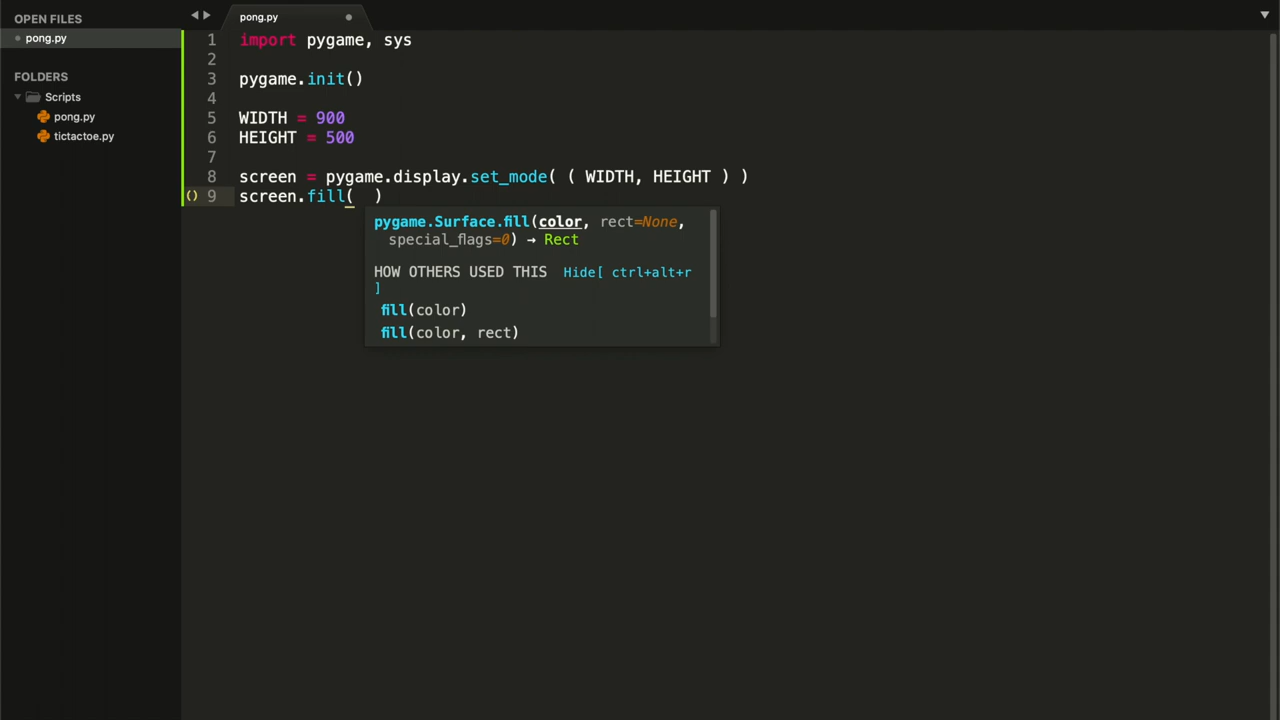 OPEN FILES
pong.py
FOLDERS
Scripts
pong.py
tictactoe.py
pong.py
1 import pygame, sys
2
3 pygame.init()
4
5 WIDTH = 900
6 HEIGHT = 500
7
8 screen = pygame.display.set_mode( ( WIDTH, HEIGHT ) )
() 9 screen.fill(  )
pygame.Surface.fill(color, rect=None,
special_flags=0) → Rect
HOW OTHERS USED THIS Hide[ ctrl+alt+r
]
fill(color)
fill(color, rect)